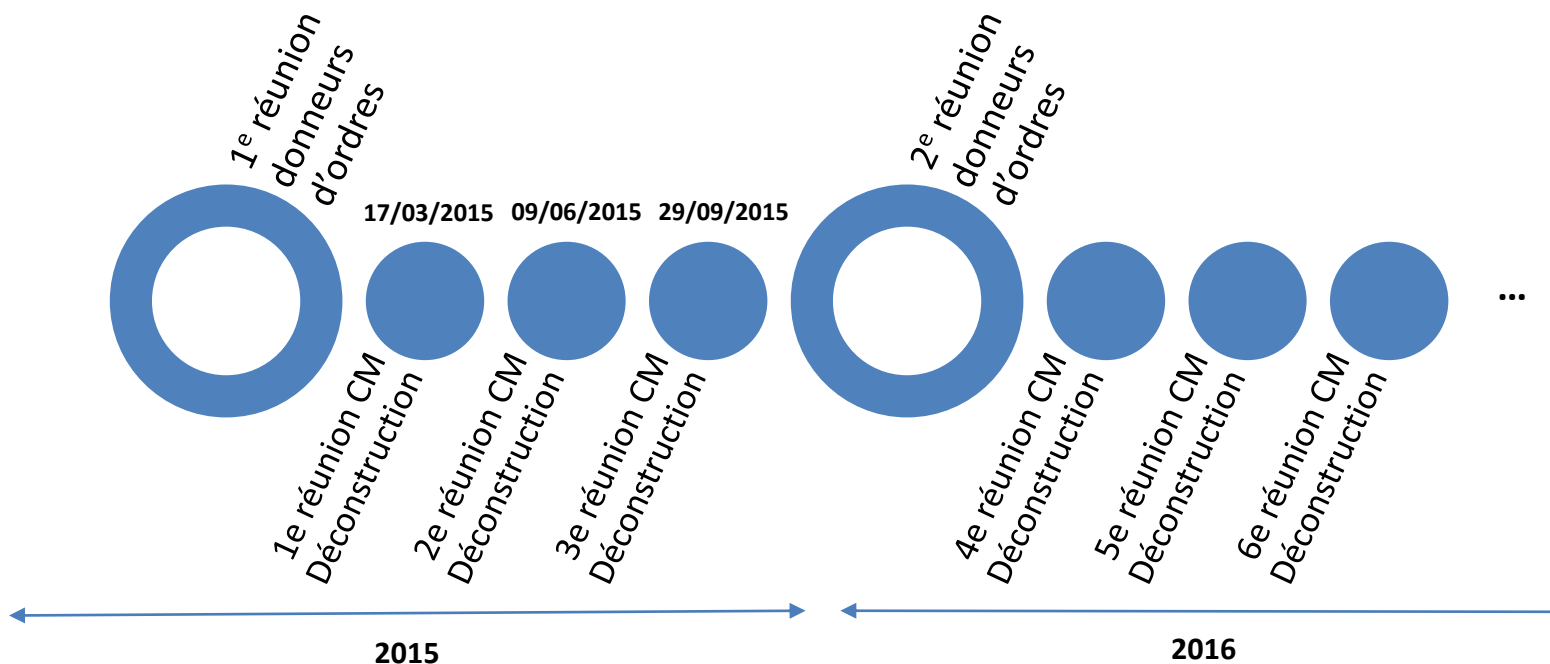 1e réunion
donneurs
d'ordres
17/03/2015
09/06/2015
29/09/2015
2e réunion
donneurs
d'ordres
...
1e réunion CM
Déconstruction
2e réunion CM
Déconstruction
3e réunion CM
Déconstruction
4e réunion CM
Déconstruction
5e réunion CM
Déconstruction
6e réunion CM
Déconstruction
2015
2016